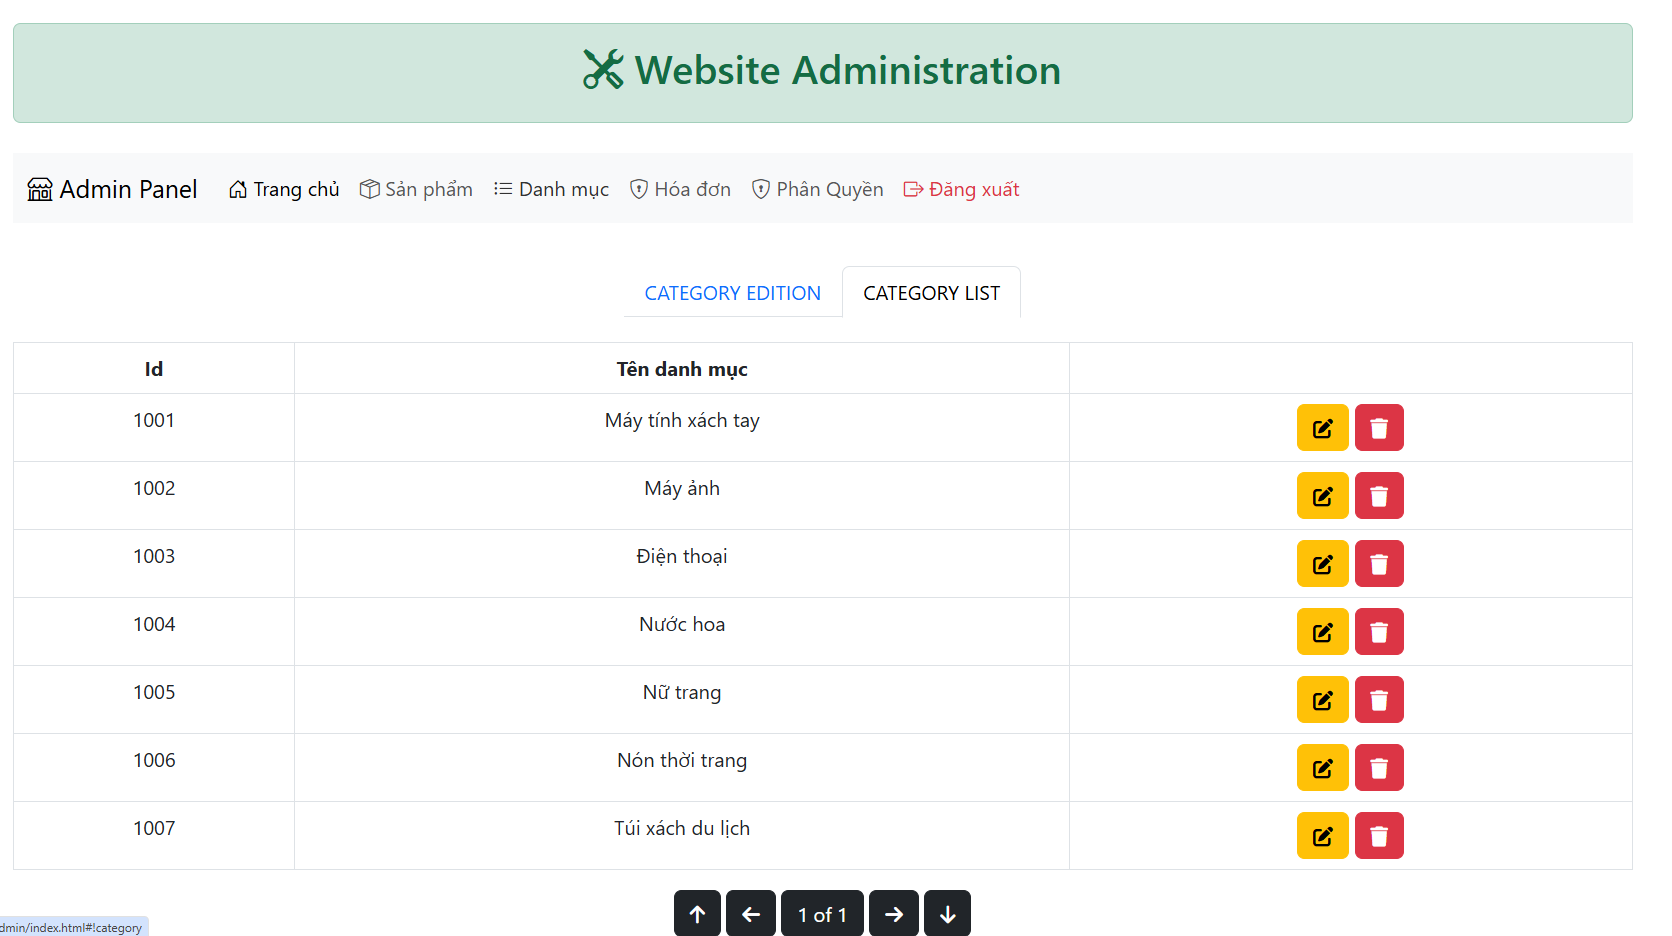 Website Administration
Admin Panel Trang chủ Sản phẩm Danh mục Hóa đơn Phân Quyền Đăng xuất
CATEGORY EDITION CATEGORY LIST
Id Tên danh mục
1001 Máy tính xách tay
1002 Máy ảnh
1003 Điện thoại
1004 Nước hoa
1005 Nữ trang
1006 Nón thời trang
1007 Túi xách du lịch
1 of 1
dmin/index.html#!category